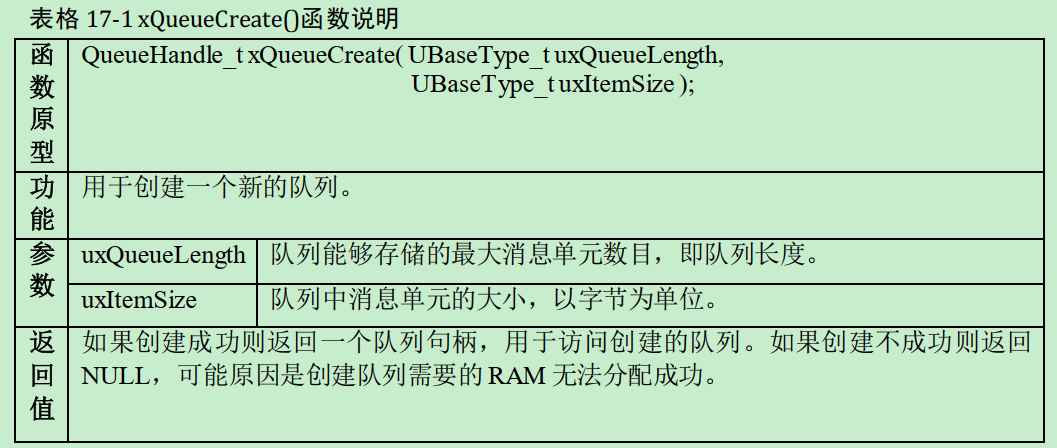 表格 17-1 xQueueCreate()函数说明
函数原型
QueueHandle_t xQueueCreate( UBaseType_t uxQueueLength,
UBaseType_t uxItemSize );
功能
用于创建一个新的队列。
参数
uxQueueLength 队列能够存储的最大消息单元数目，即队列长度。
uxItemSize 队列中消息单元的大小，以字节为单位。
返回值
如果创建成功则返回一个队列句柄，用于访问创建的队列。如果创建不成功则返回
NULL，可能原因是创建队列需要的 RAM 无法分配成功。